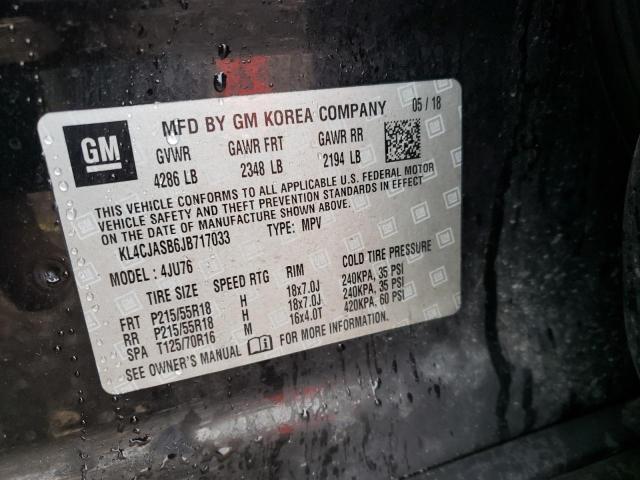 GM
MFD BY GM KOREA COMPANY 05 / 18
GVWR GAWR FRT GAWR RR
4286 LB 2348 LB 2194 LB
THIS VEHICLE CONFORMS TO ALL APPLICABLE U.S. FEDERAL MOTOR
VEHICLE SAFETY AND THEFT PREVENTION STANDARDS IN EFFECT
ON THE DATE OF MANUFACTURE SHOWN ABOVE.
KL4CJASB6JB717033 TYPE: MPV
MODEL : 4JU76
TIRE SIZE SPEED RTG RIM COLD TIRE PRESSURE
FRT P215/55R18 H 18x7.0J 240KPA, 35 PSI
RR P215/55R18 H 18x7.0J 240KPA, 35 PSI
SPA T125/70R16 M 16x4.0T 420KPA, 60 PSI
SEE OWNER'S MANUAL FOR MORE INFORMATION.